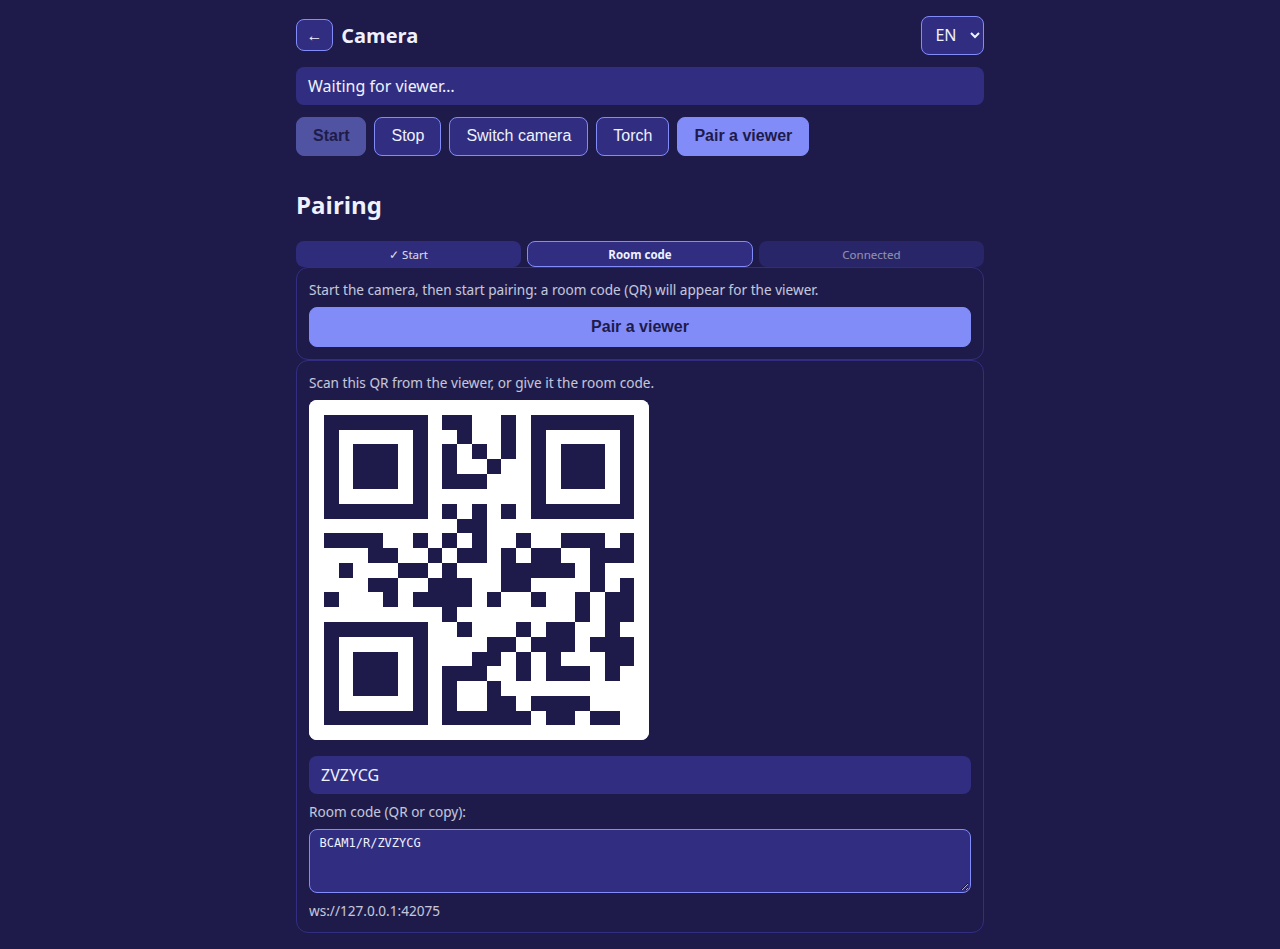 ← Camera EN
Waiting for viewer...
Start Stop Switch camera Torch Pair a viewer
Pairing
✓ Start Room code Connected
Start the camera, then start pairing: a room code (QR) will appear for the viewer.
Pair a viewer
Scan this QR from the viewer, or give it the room code.
ZVZYCG
Room code (QR or copy):
BCAM1/R/ZVZYCG
ws://127.0.0.1:42075